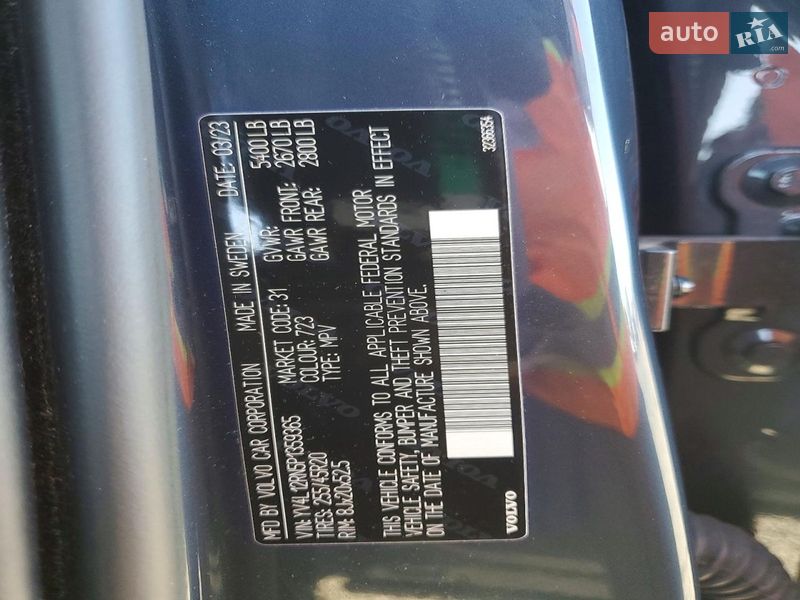 auto RIA
.com
MFD BY VOLVO CAR CORPORATION MADE IN SWEDEN DATE: 03/23
VIN: YV4L12RN5P1359365 MARKET CODE: 31 GVWR: 5400 LB
TIRES: 255/45R20 COLOUR: 723 GAWR FRONT: 2670 LB
RIM: 8Jx20x52.5 TYPE: MPV GAWR REAR: 2800 LB
THIS VEHICLE CONFORMS TO ALL APPLICABLE FEDERAL MOTOR
VEHICLE SAFETY, BUMPER AND THEFT PREVENTION STANDARDS IN EFFECT
ON THE DATE OF MANUFACTURE SHOWN ABOVE.
VOLVO 32366354